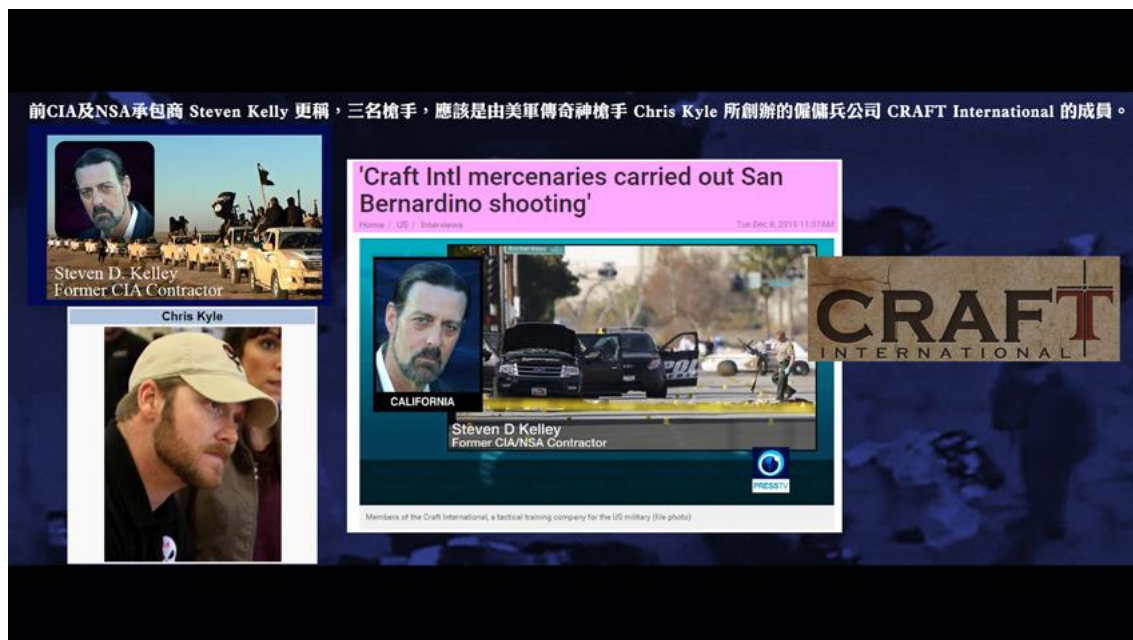 前CIA及NSA承包商 Steven Kelly 更稱，三名槍手，應該是由美軍傳奇神槍手 Chris Kyle 所創辦的僱傭兵公司 CRAFT International 的成員。
Steven D. Kelley
Former CIA Contractor
Chris Kyle
'Craft Intl mercenaries carried out San
Bernardino shooting'
Home / US / Interviews
Tue Dec 8, 2015 11:37AM
CALIFORNIA
Steven D Kelley
Former CIA/NSA Contractor
PRESSTV
Members of the Craft International, a tactical training company for the US military (file photo)
CRAFT
INTERNATIONAL